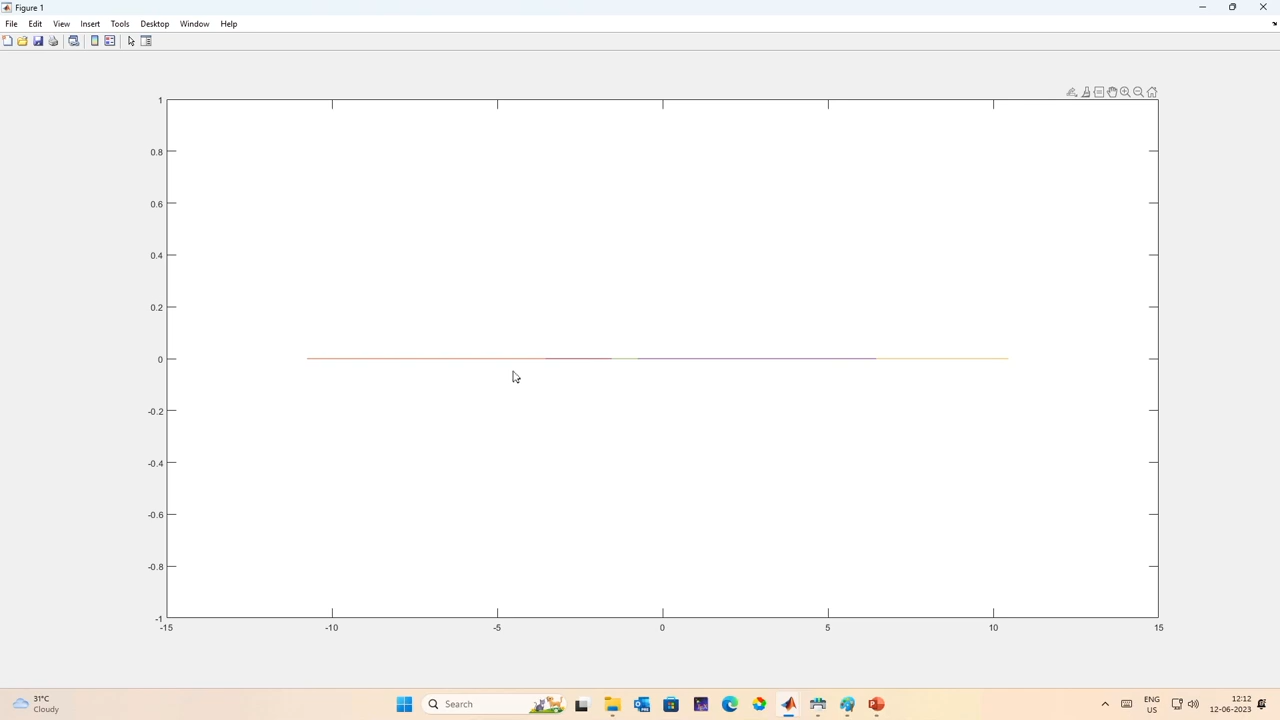 Figure 1
File Edit View Insert Tools Desktop Window Help
1
0.8
0.6
0.4
0.2
0
-0.2
-0.4
-0.6
-0.8
-1
-15 -10 -5 0 5 10 15
31°C
Cloudy
Search
ENG
US
12:12
12-06-2023